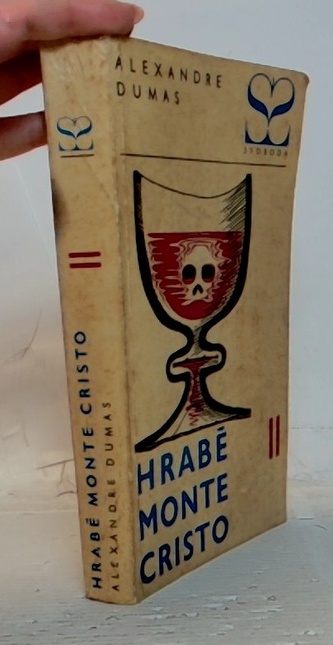 ALEXANDRE
DUMAS
SVOBODA
HRABĚ
MONTE
CRISTO
II
II
HRABĚ MONTE CRISTO
ALEXANDRE DUMAS